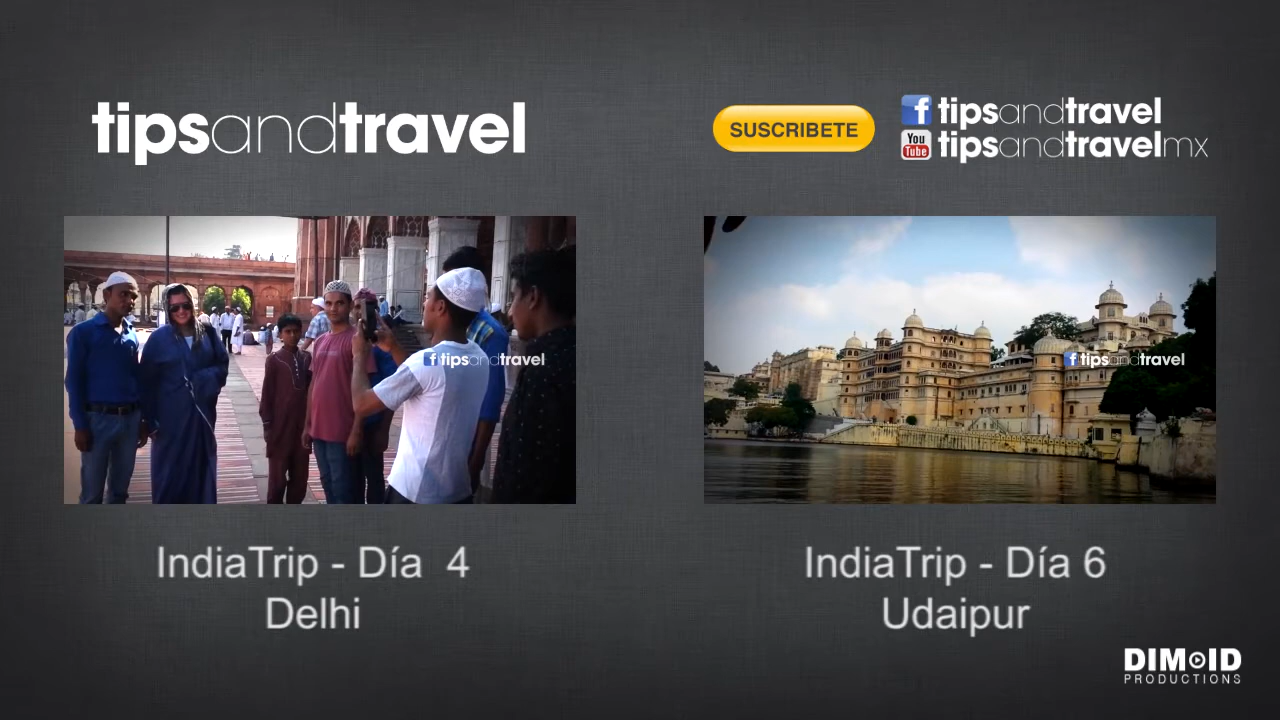 tipsandtravel
SUSCRIBETE
f tipsandtravel
You Tube tipsandtravelmx
f tipsandtravel
f tipsandtravel
IndiaTrip - Día 4
Delhi
IndiaTrip - Día 6
Udaipur
DIMOID
PRODUCTIONS